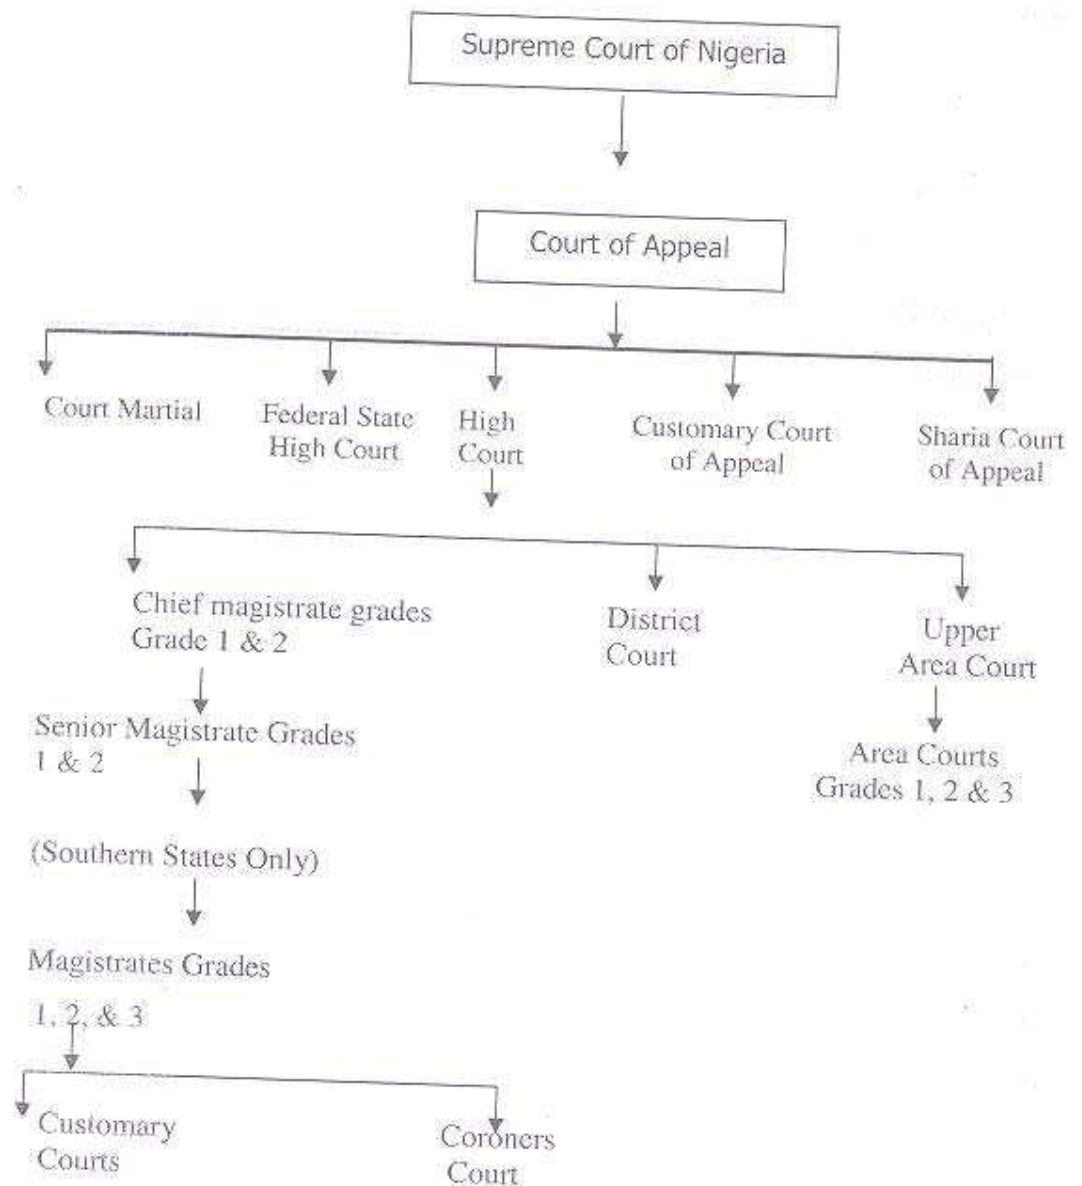 Supreme Court of Nigeria
Court of Appeal
Court Martial
Federal State
High Court
High
Court
Customary Court
of Appeal
Sharia Court
of Appeal
Chief magistrate grades
Grade 1 & 2
District
Court
Upper
Area Court
Senior Magistrate Grades
1 & 2
Area Courts
Grades 1, 2 & 3
(Southern States Only)
Magistrates Grades
1, 2, & 3
Customary
Courts
Coroners
Court